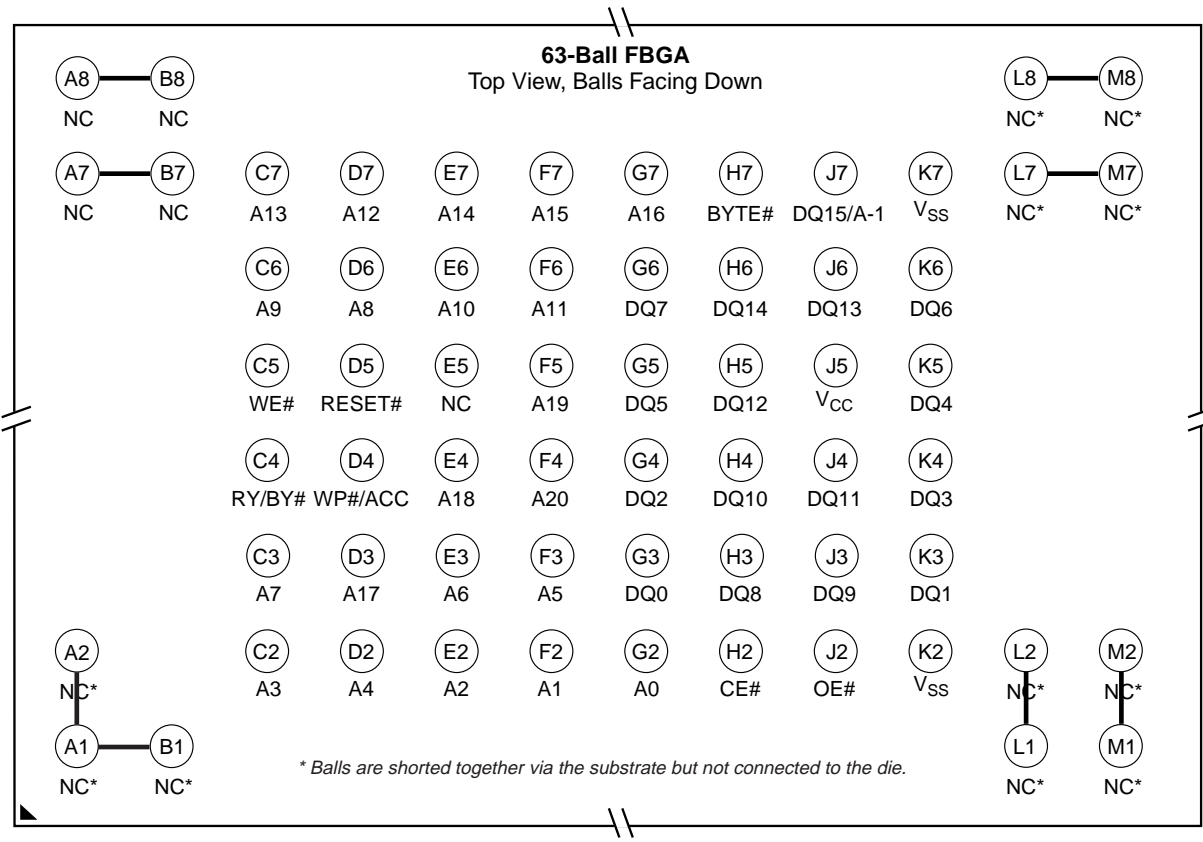 63-Ball FBGA
Top View, Balls Facing Down
A8 B8 L8 M8
NC NC NC* NC*
A7 B7 C7 D7 E7 F7 G7 H7 J7 K7 L7 M7
NC NC A13 A12 A14 A15 A16 BYTE# DQ15/A-1 VSS NC* NC*
C6 D6 E6 F6 G6 H6 J6 K6
A9 A8 A10 A11 DQ7 DQ14 DQ13 DQ6
C5 D5 E5 F5 G5 H5 J5 K5
WE# RESET# NC A19 DQ5 DQ12 VCC DQ4
C4 D4 E4 F4 G4 H4 J4 K4
RY/BY# WP#/ACC A18 A20 DQ2 DQ10 DQ11 DQ3
C3 D3 E3 F3 G3 H3 J3 K3
A7 A17 A6 A5 DQ0 DQ8 DQ9 DQ1
A2 C2 D2 E2 F2 G2 H2 J2 K2 L2 M2
NC* A3 A4 A2 A1 A0 CE# OE# VSS NC* NC*
A1 B1 L1 M1
NC* NC* NC* NC*
* Balls are shorted together via the substrate but not connected to the die.